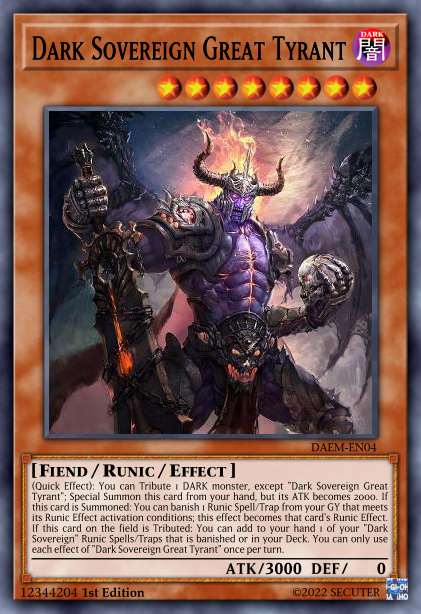 DARK SOVEREIGN GREAT TYRANT
DARK
闇
DAEM-EN04
[FIEND / RUNIC / EFFECT ]
(Quick Effect): You can Tribute 1 DARK monster, except "Dark Sovereign Great
Tyrant"; Special Summon this card from your hand, but its ATK becomes 2000. If
this card is Summoned: You can banish 1 Runic Spell/Trap from your GY that meets
its Runic Effect activation conditions; this effect becomes that card's Runic Effect.
If this card on the field is Tributed: You can add to your hand 1 of your "Dark
Sovereign" Runic Spells/Traps that is banished or in your Deck. You can only use
each effect of "Dark Sovereign Great Tyrant" once per turn.
ATK/3000 DEF/ 0
12344204 1st Edition
©2022 SECUTER